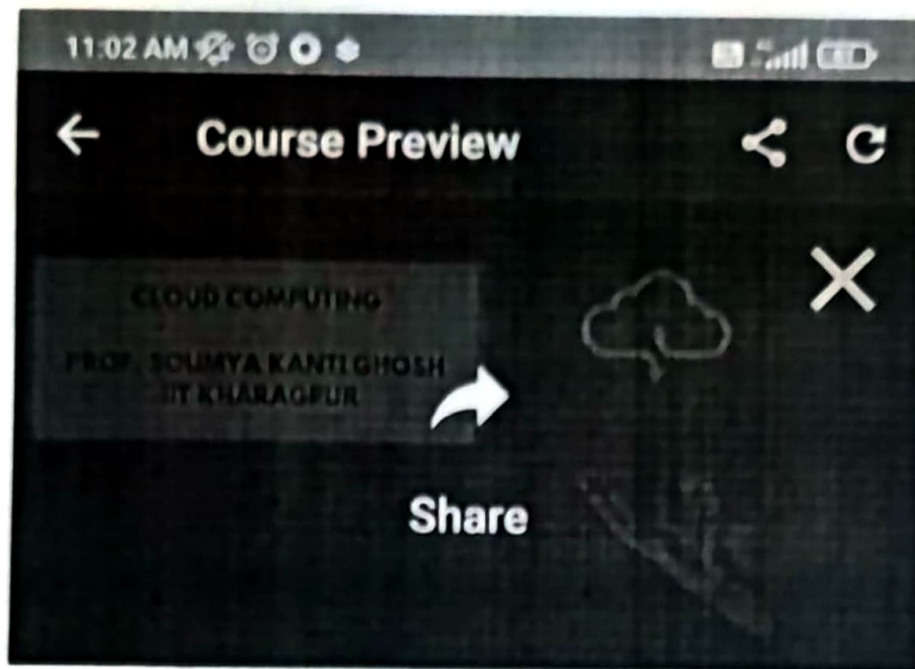 11:02 AM
Course Preview
CLOUD COMPUTING
PROF. SOUMYA KANTI GHOSH
IIT KHARAGPUR
Share